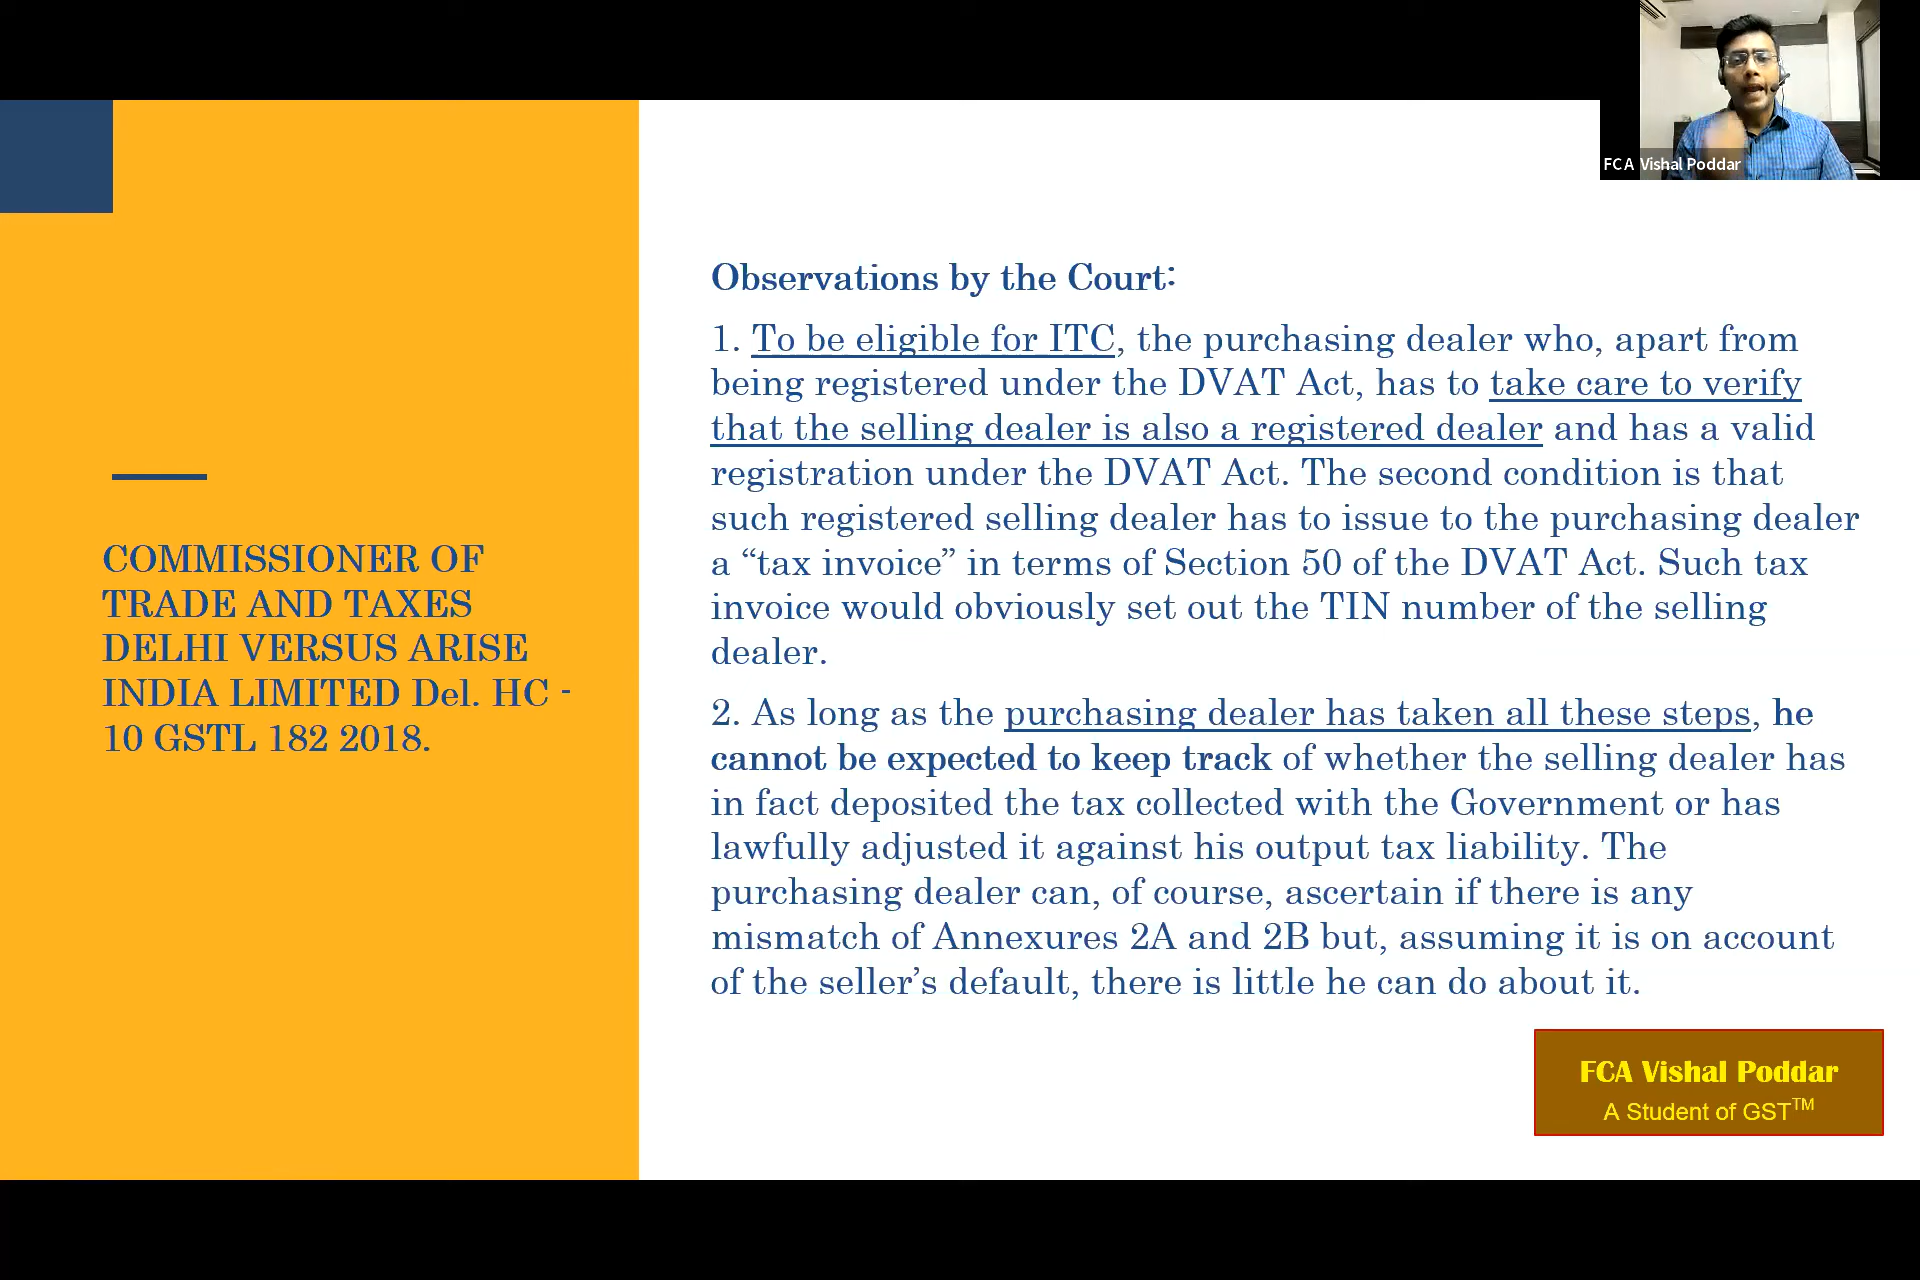 FCA Vishal Poddar
COMMISSIONER OF
TRADE AND TAXES
DELHI VERSUS ARISE
INDIA LIMITED Del. HC -
10 GSTL 182 2018.
Observations by the Court:
1. To be eligible for ITC, the purchasing dealer who, apart from
being registered under the DVAT Act, has to take care to verify
that the selling dealer is also a registered dealer and has a valid
registration under the DVAT Act. The second condition is that
such registered selling dealer has to issue to the purchasing dealer
a “tax invoice” in terms of Section 50 of the DVAT Act. Such tax
invoice would obviously set out the TIN number of the selling
dealer.
2. As long as the purchasing dealer has taken all these steps, he
cannot be expected to keep track of whether the selling dealer has
in fact deposited the tax collected with the Government or has
lawfully adjusted it against his output tax liability. The
purchasing dealer can, of course, ascertain if there is any
mismatch of Annexures 2A and 2B but, assuming it is on account
of the seller’s default, there is little he can do about it.
FCA Vishal Poddar
A Student of GST™